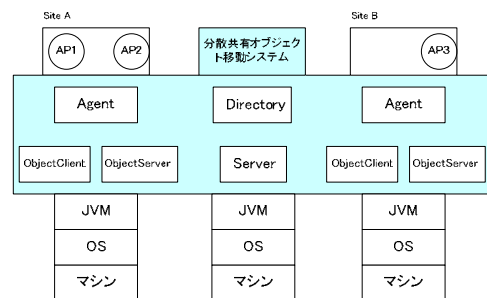 Site A
Site B
AP1
AP2
分散共有オブジェクト移動システム
AP3
Agent
Directory
Agent
ObjectClient
ObjectServer
Server
ObjectClient
ObjectServer
JVM
JVM
JVM
OS
OS
OS
マシン
マシン
マシン